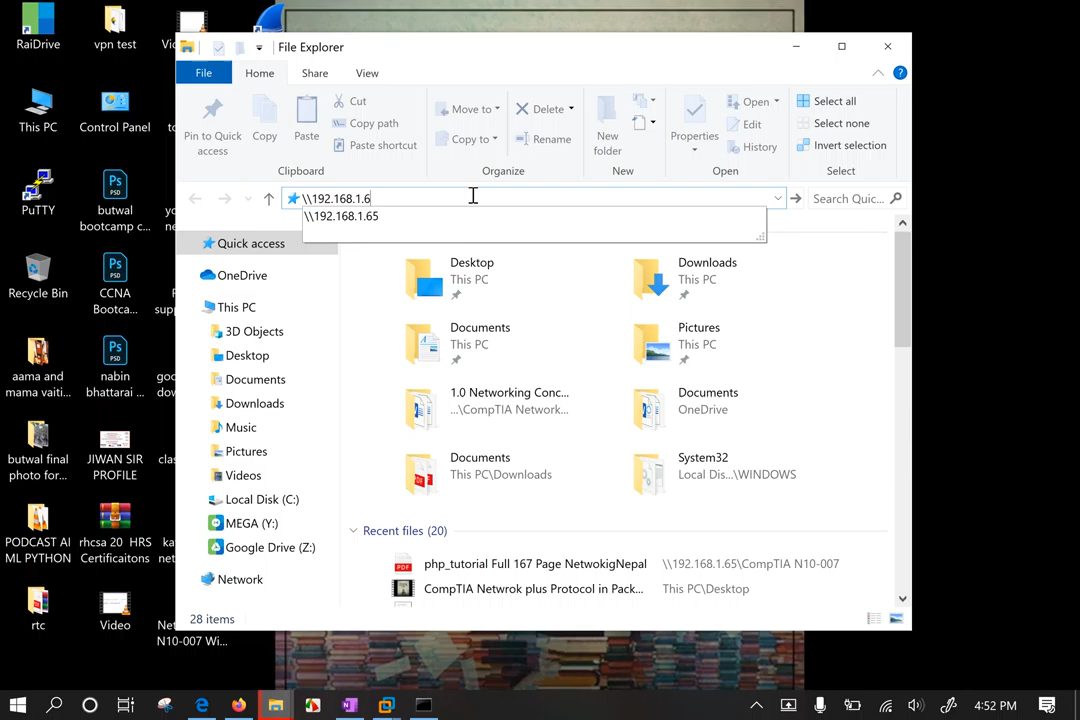 RaiDrive
vpn test
This PC
Control Panel
PuTTY
butwal
bootcamp c...
Recycle Bin
CCNA
Bootca...
aama and
mama vaiti...
nabin
bhattarai ...
butwal final
photo for...
JIWAN SIR
PROFILE
PODCAST AI
ML PYTHON
rhcsa 20 HRS
Certificaitons
rtc
Video
N10-007 Wi...
File Explorer
File
Home
Share
View
Pin to Quick
access
Copy
Paste
Cut
Copy path
Paste shortcut
Clipboard
Move to
Copy to
Delete
Rename
Organize
New
folder
New
Properties
Open
Edit
History
Open
Select all
Select none
Invert selection
Select
\\192.168.1.6
\\192.168.1.65
Search Quic...
Quick access
OneDrive
This PC
3D Objects
Desktop
Documents
Downloads
Music
Pictures
Videos
Local Disk (C:)
MEGA (Y:)
Google Drive (Z:)
Network
Desktop
This PC
Downloads
This PC
Documents
This PC
Pictures
This PC
1.0 Networking Conc...
...\CompTIA Network...
Documents
OneDrive
Documents
This PC\Downloads
System32
Local Dis...\WINDOWS
Recent files (20)
php_tutorial Full 167 Page NetwokigNepal
\\192.168.1.65\CompTIA N10-007
CompTIA Netwrok plus Protocol in Pack...
This PC\Desktop
28 items
4:52 PM